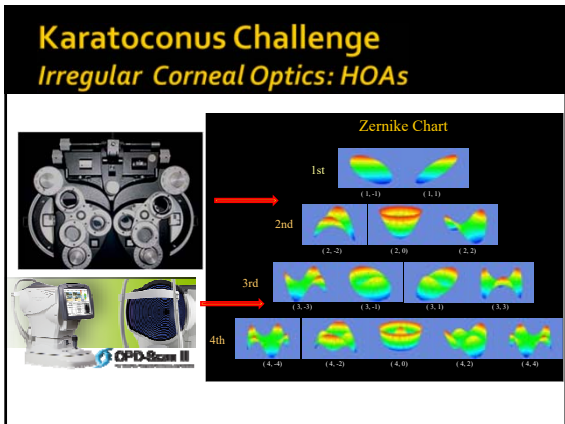 Karatoconus Challenge
Irregular Corneal Optics: HOAs
Zernike Chart
1st
( 1, -1) ( 1, 1)
2nd
( 2, -2) ( 2, 0) ( 2, 2)
3rd
( 3, -3) ( 3, -1) ( 3, 1) ( 3, 3)
4th
( 4, -4) ( 4, -2) ( 4, 0) ( 4, 2) ( 4, 4)
OPD-Scan II